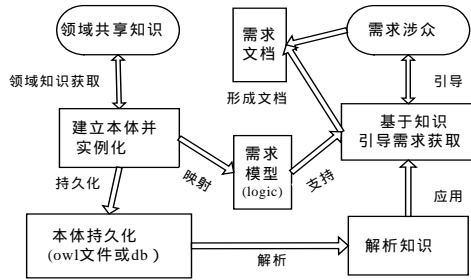 领域共享知识
需求
文档
需求涉众
领域知识获取
形成文档
引导
建立本体并
实例化
基于知识
引导需求获取
需求
模型
(logic)
持久化
映射
支持
应用
本体持久化
(owl文件或db)
解析
解析知识